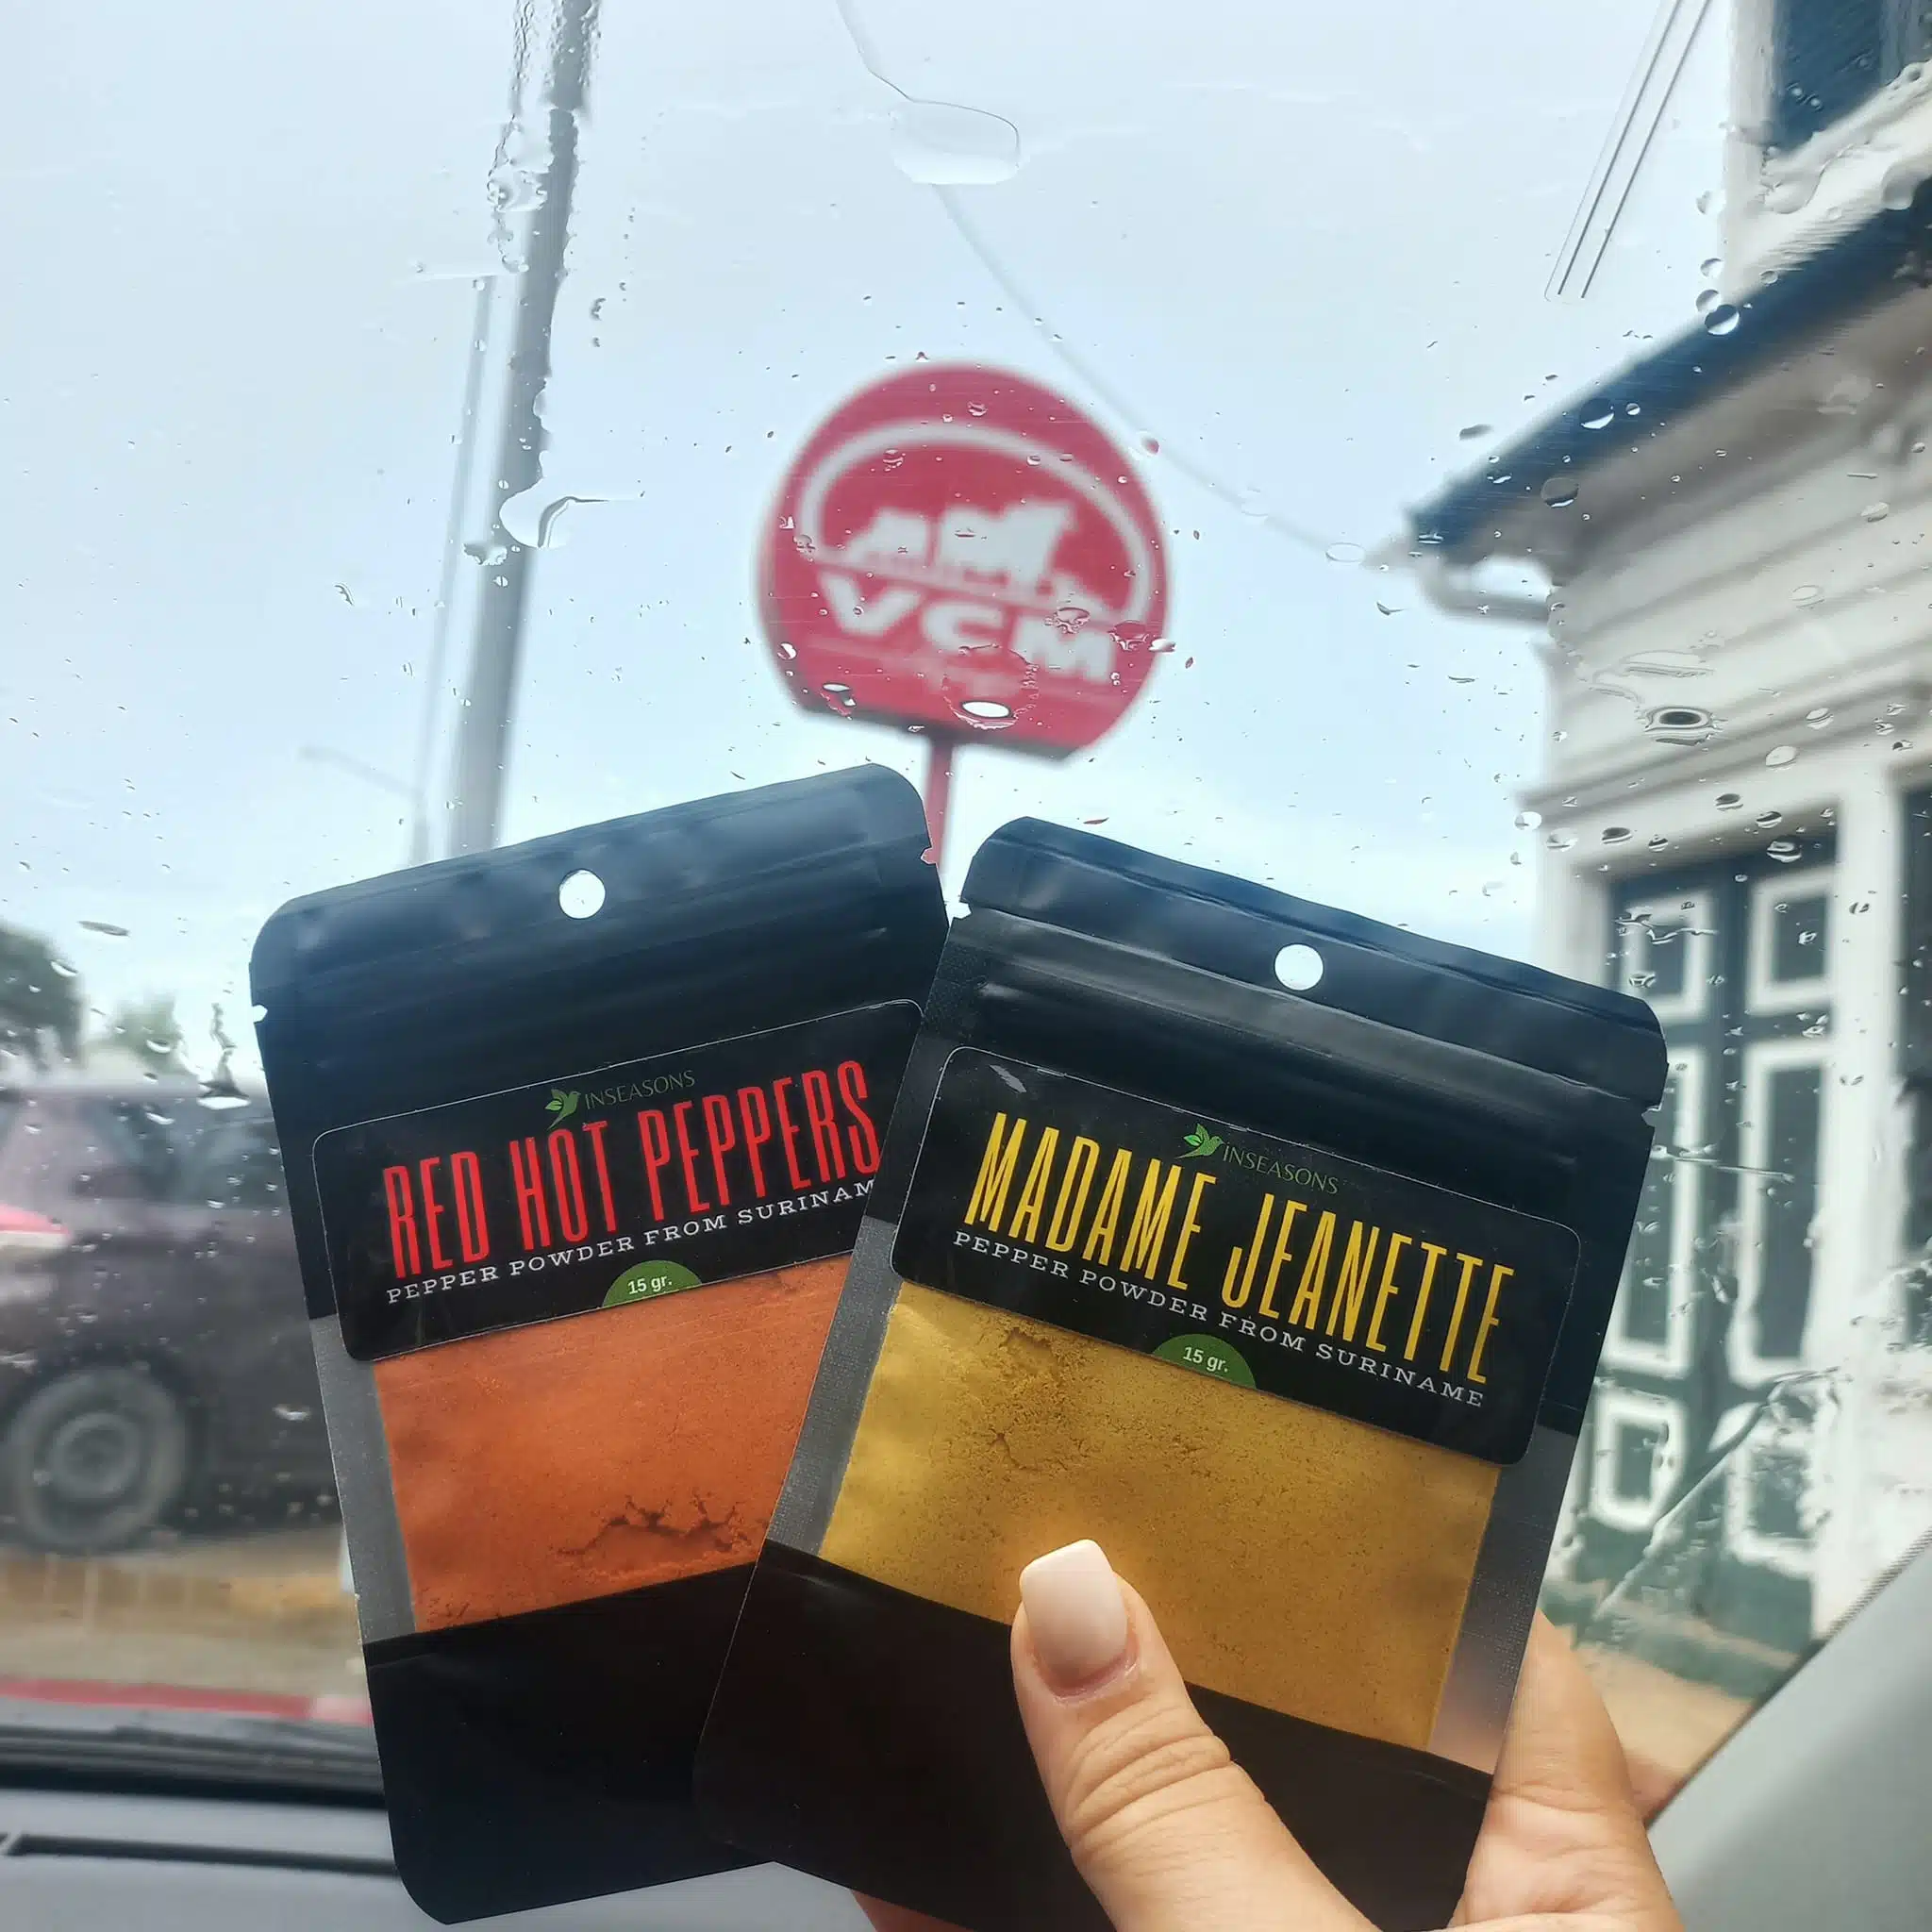 VCM
INSEASONS
RED HOT PEPPERS
PEPPER POWDER FROM SURINAM
15 gr.
INSEASONS
MADAME JEANETTE
PEPPER POWDER FROM SURINAME
15 gr.